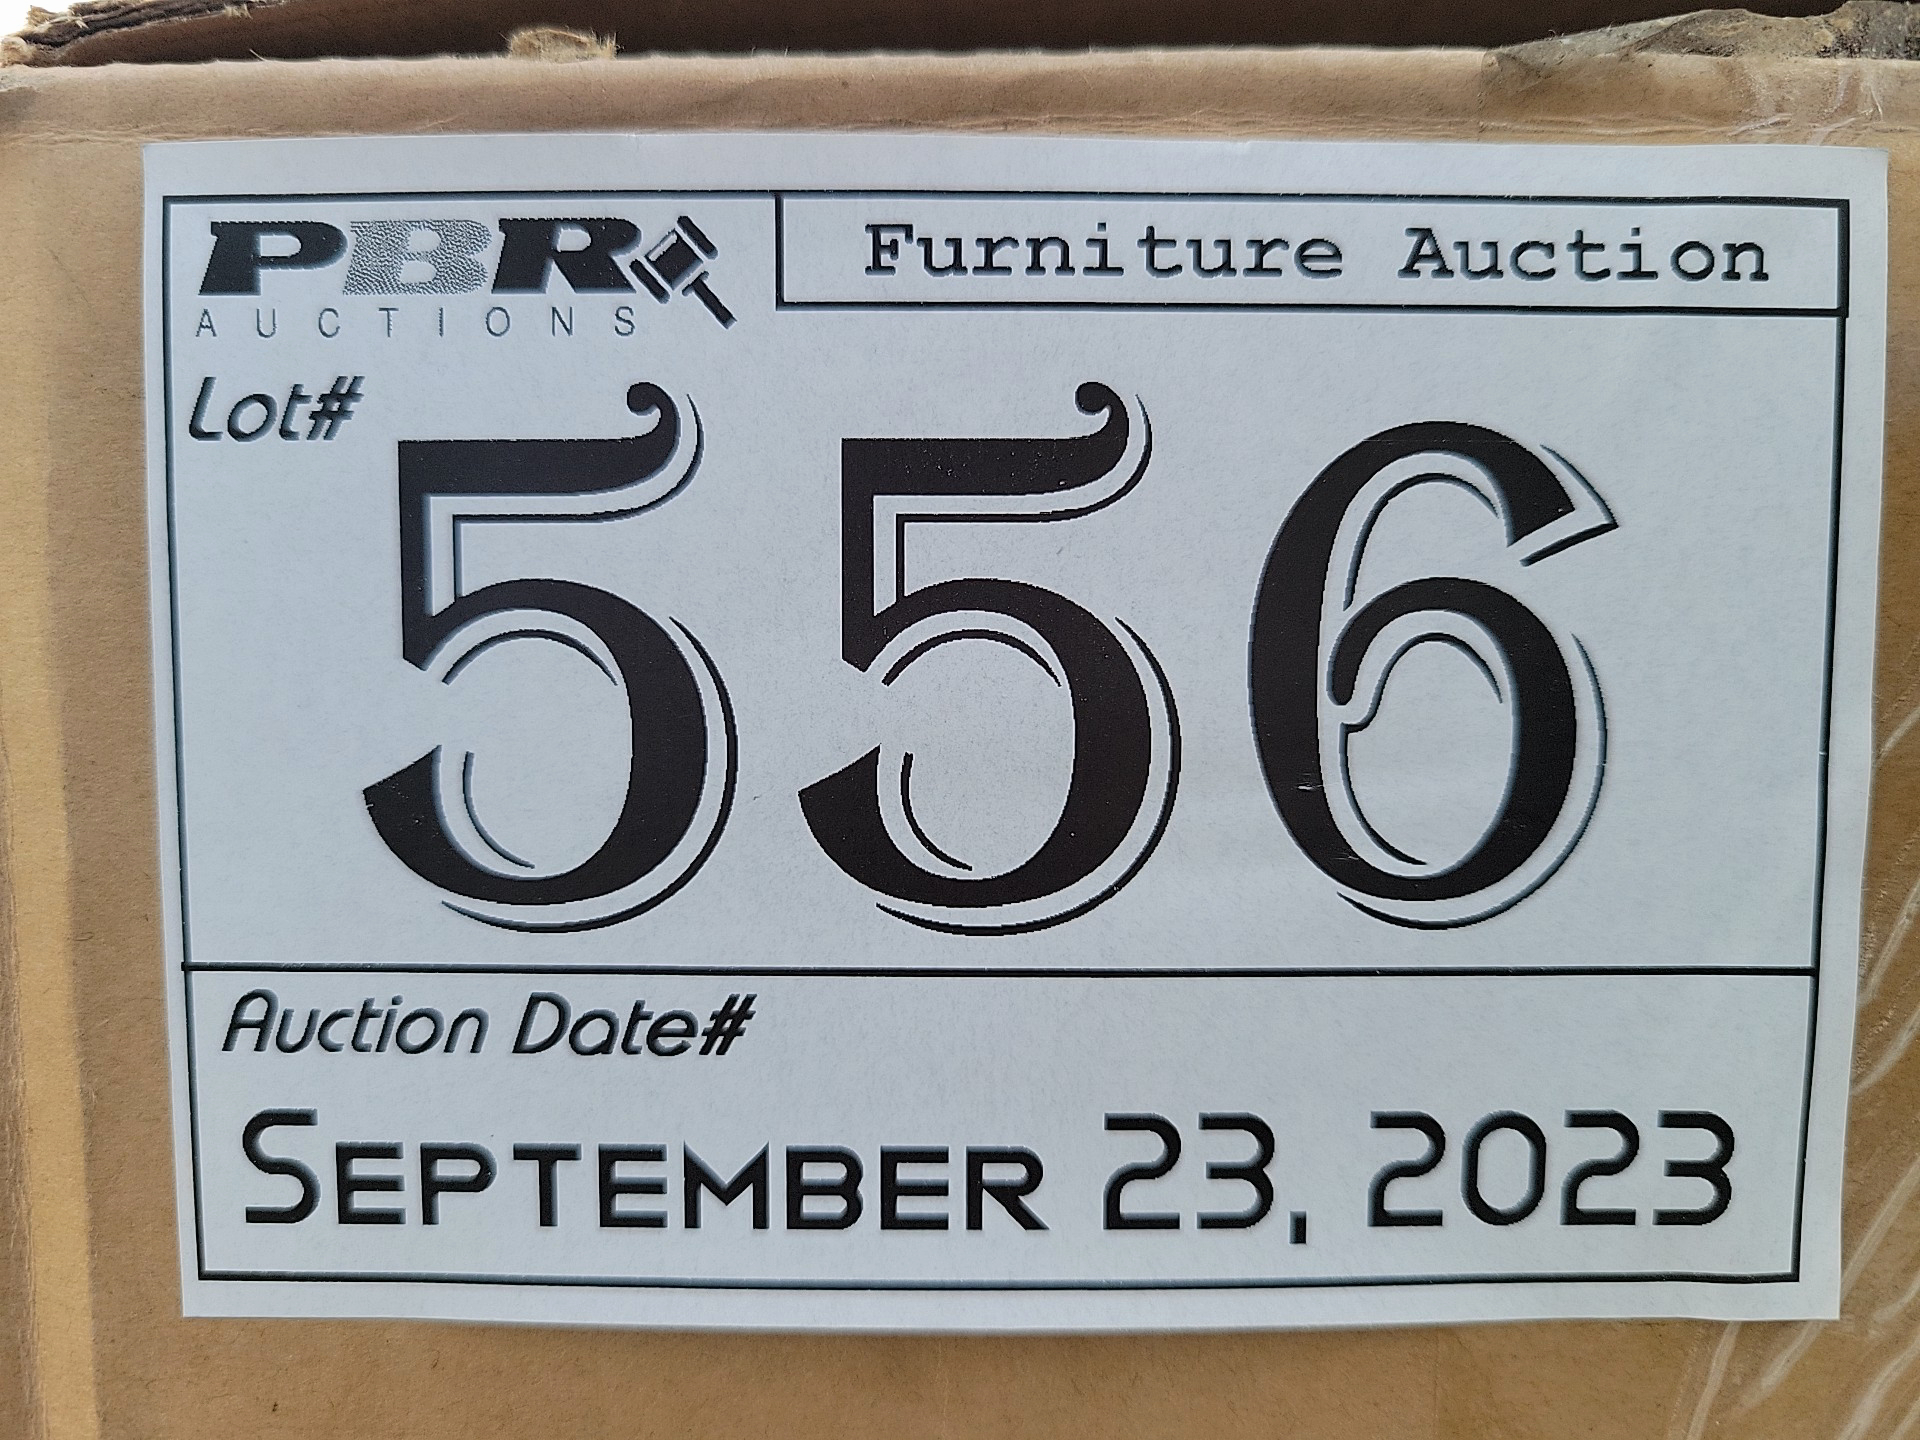 PBR
AUCTIONS
Furniture Auction
Lot#
556
Auction Date#
SEPTEMBER 23, 2023